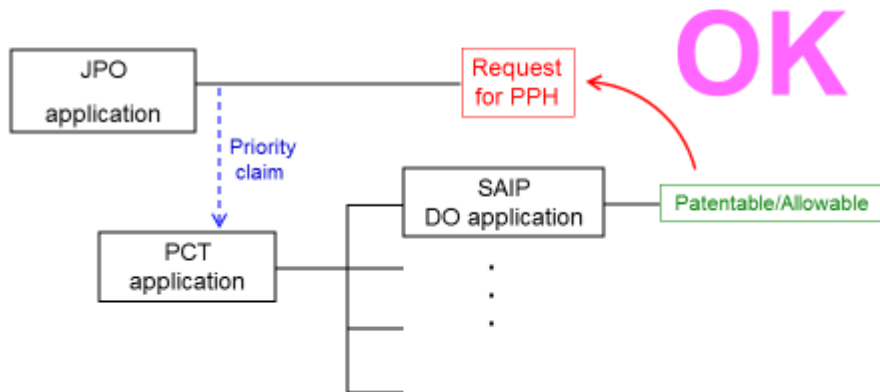 OK
JPO
application
Request
for PPH
Priority
claim
SAIP
DO application
Patentable/Allowable
PCT
application